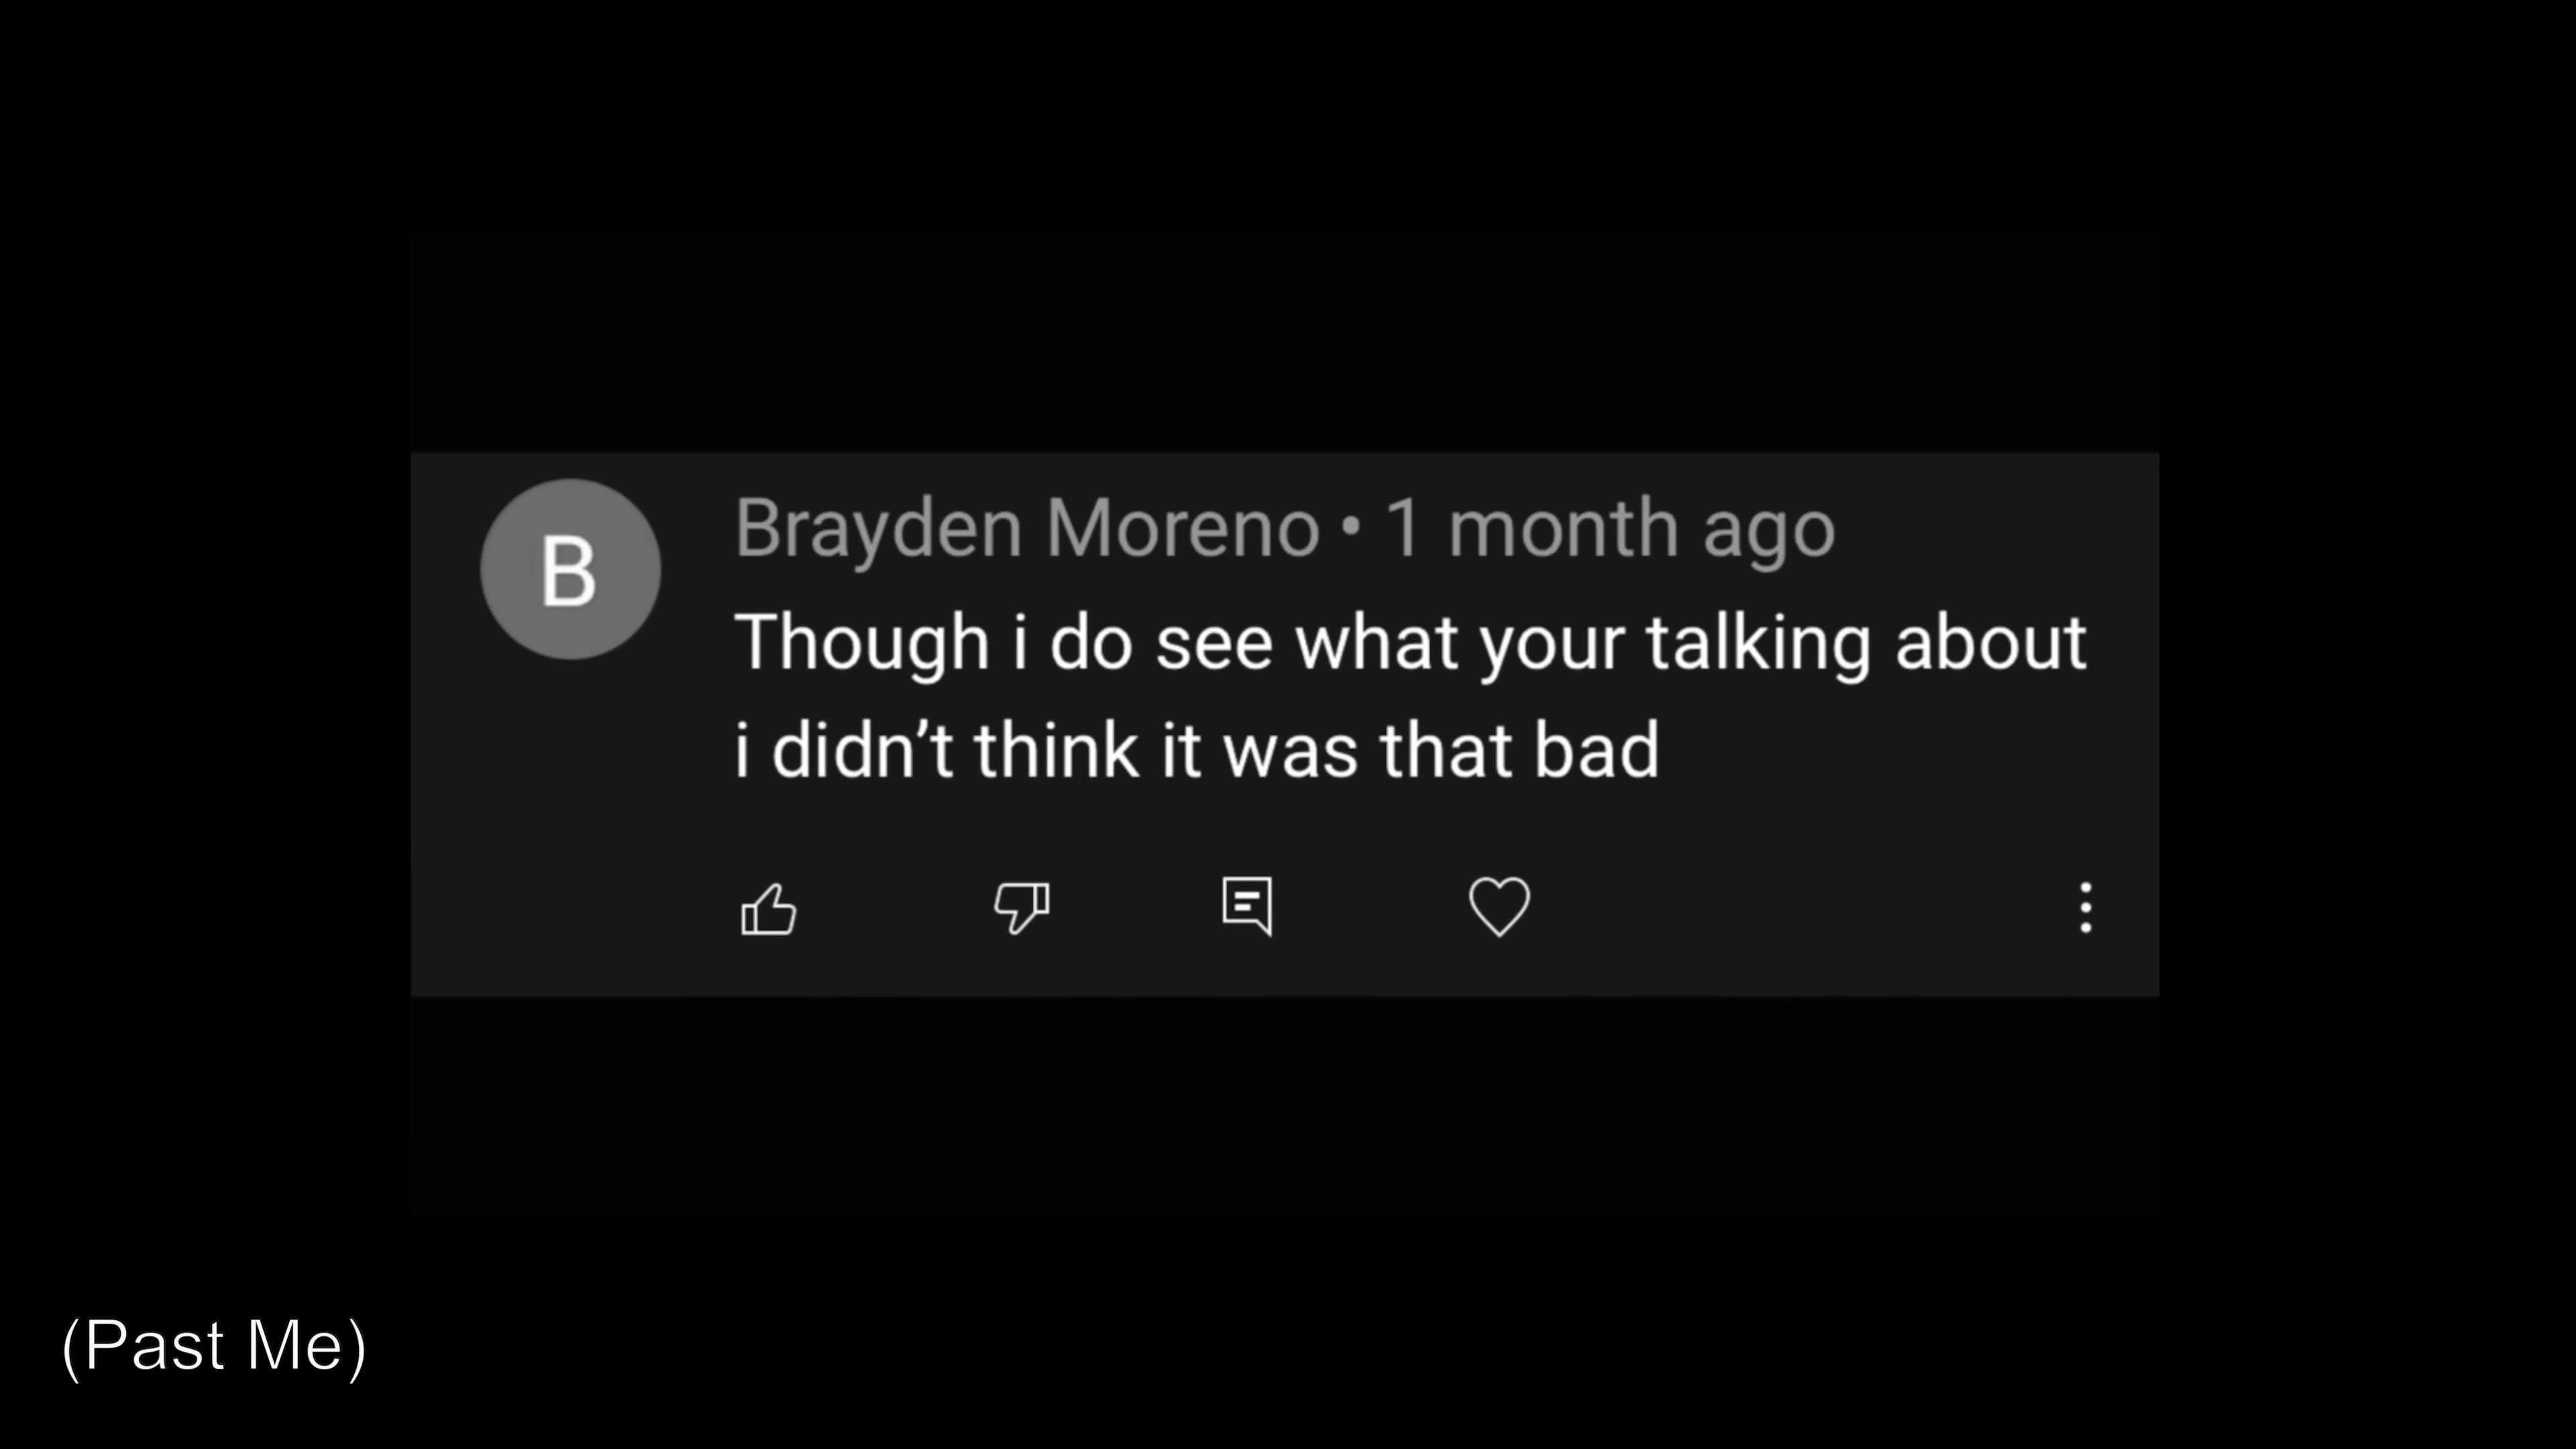 B
Brayden Moreno • 1 month ago
Though i do see what your talking about
i didn’t think it was that bad
(Past Me)